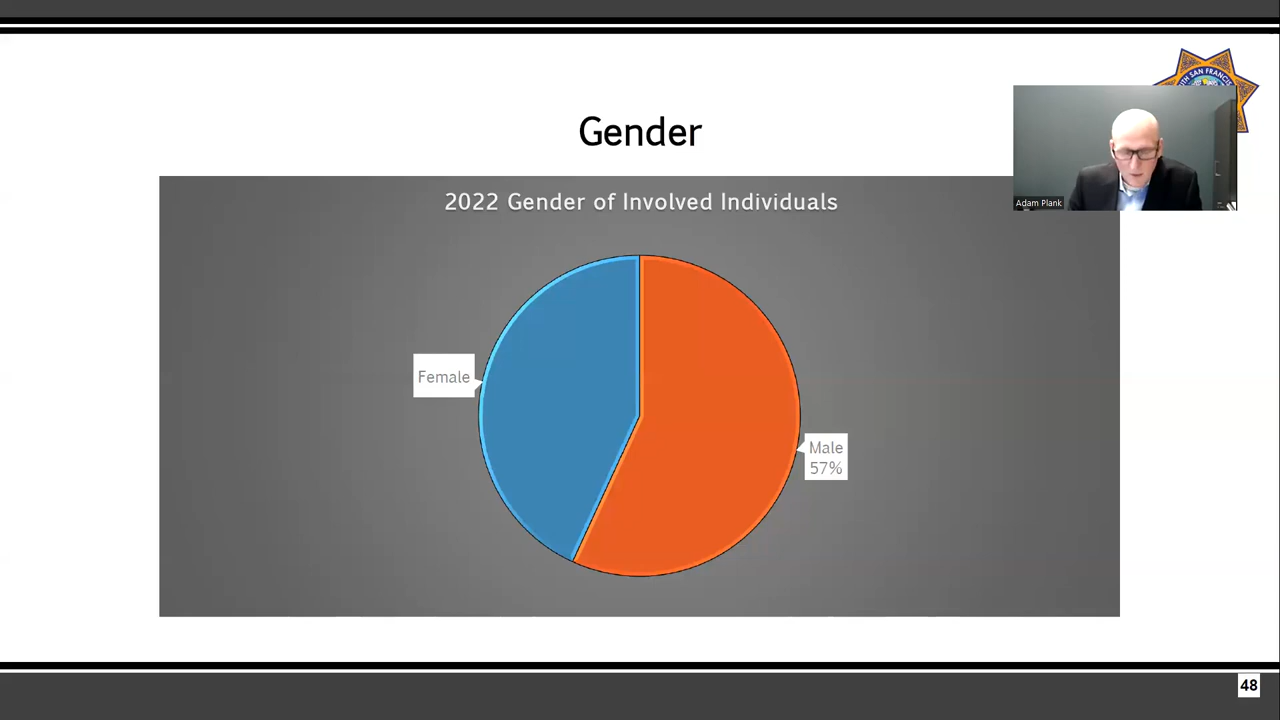 Gender
2022 Gender of Involved Individuals
Adam Plank
Female
Male
57%
48